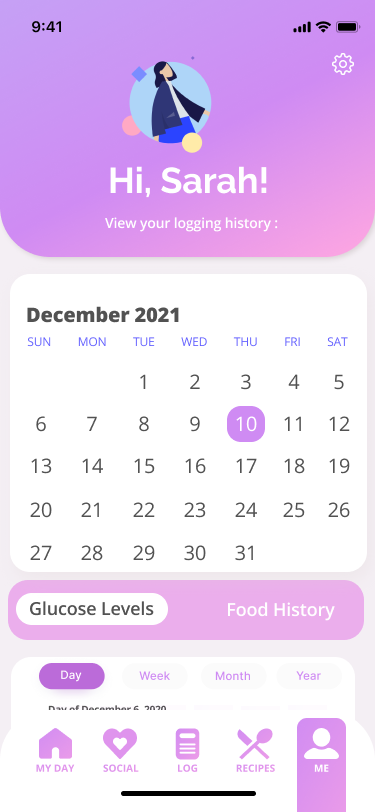 9:41
Hi, Sarah!
View your logging history :
December 2021
SUN MON TUE WED THU FRI SAT
1 2 3 4 5
6 7 8 9 10 11 12
13 14 15 16 17 18 19
20 21 22 23 24 25 26
27 28 29 30 31
Glucose Levels Food History
Day Week Month Year
Day of December 6, 2020
MY DAY SOCIAL LOG RECIPES ME